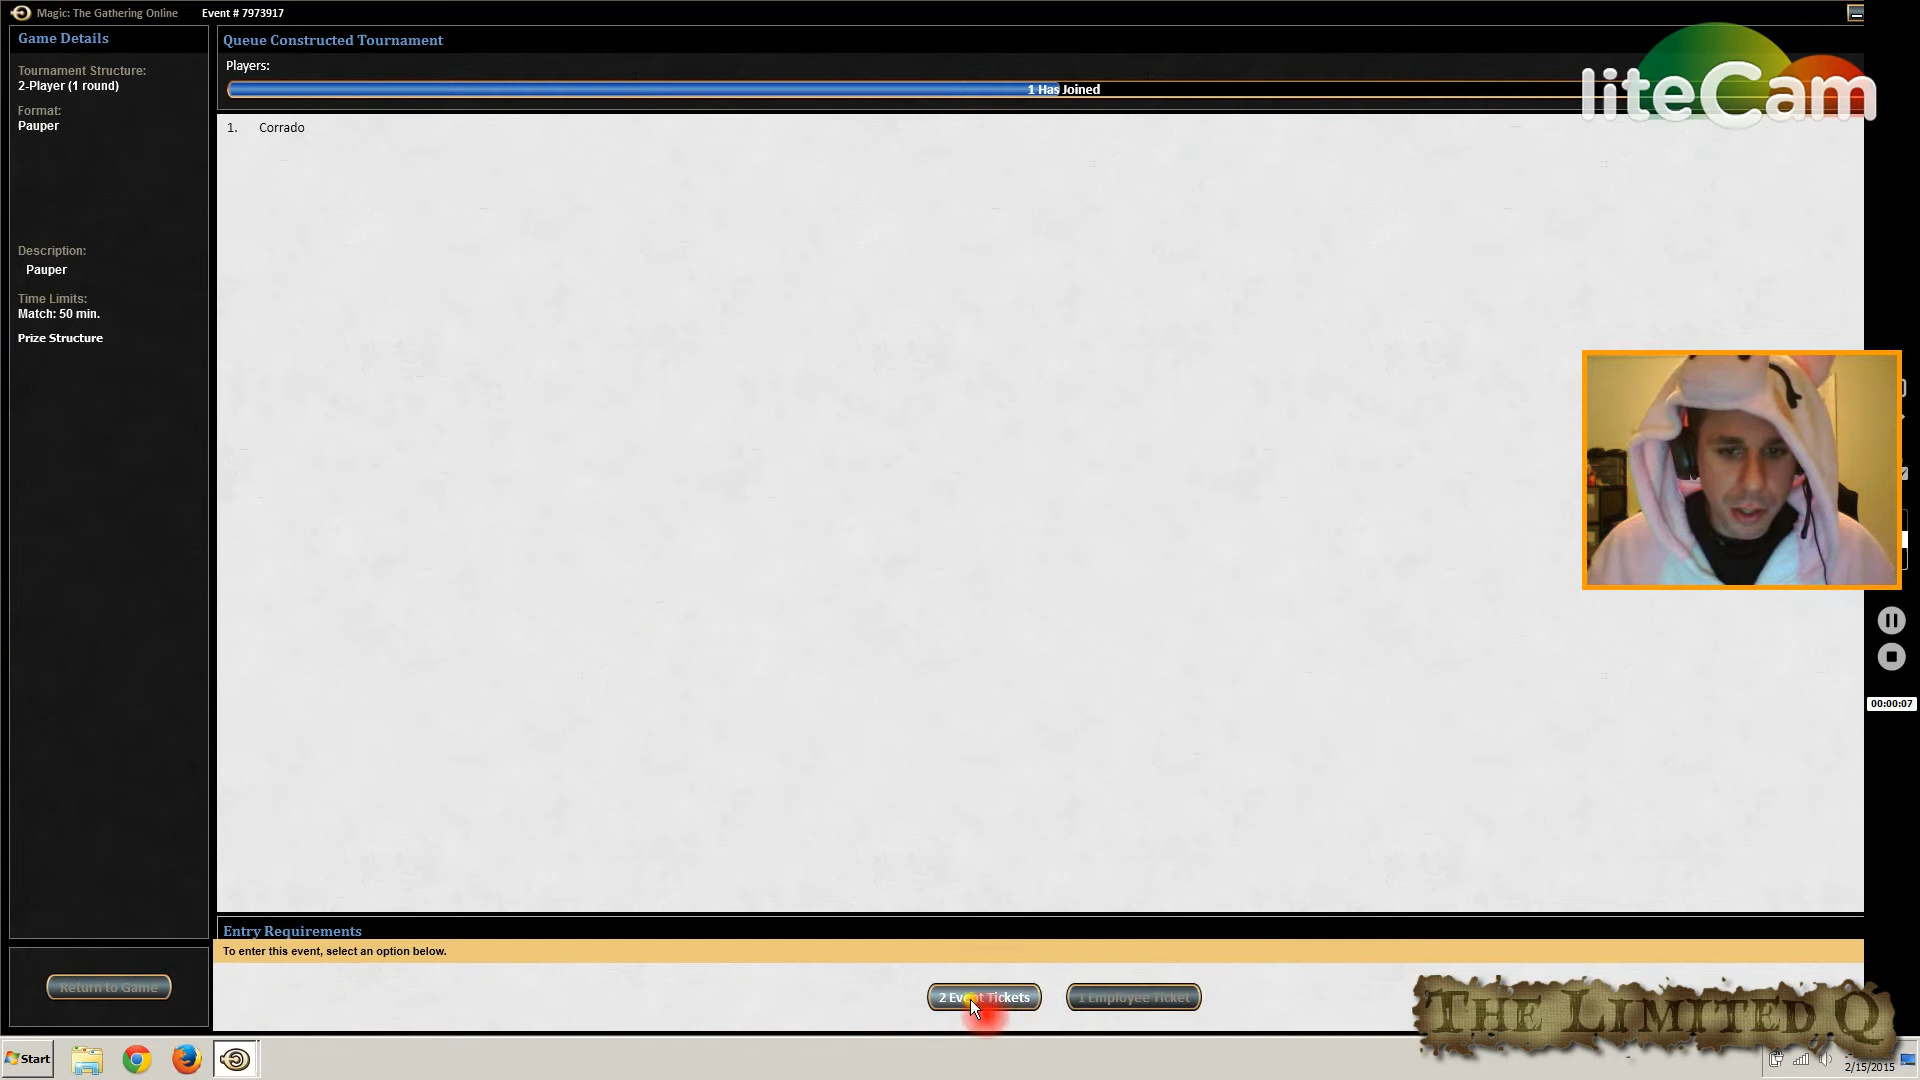 Magic: The Gathering Online Event # 7973917
Game Details
Tournament Structure:
2-Player (1 round)
Format:
Pauper
Description:
Pauper
Time Limits:
Match: 50 min.
Prize Structure
Return to Game
Queue Constructed Tournament
Players:
1 Has Joined
1. Corrado
liteCam
00:00:07
Entry Requirements
To enter this event, select an option below.
2 Event Tickets
1 Employee Ticket
THE LIMITED Q
Start
2/15/2015